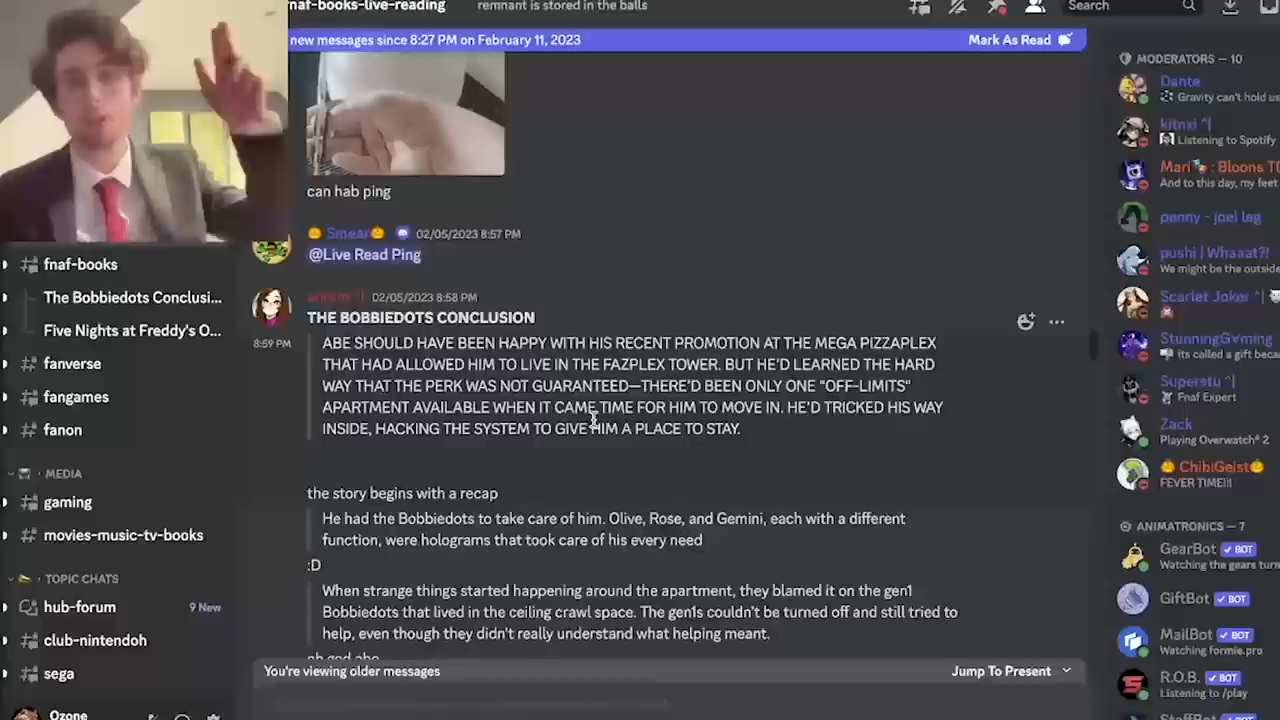 fnaf-books-live-reading
remnant is stored in the balls
Search
new messages since 8:27 PM on February 11, 2023
Mark As Read
can hab ping
Smear 02/05/2023 8:57 PM
@Live Read Ping
02/05/2023 8:58 PM
THE BOBBIEDOTS CONCLUSION
8:59 PM
ABE SHOULD HAVE BEEN HAPPY WITH HIS RECENT PROMOTION AT THE MEGA PIZZAPLEX
THAT HAD ALLOWED HIM TO LIVE IN THE FAZPLEX TOWER. BUT HE'D LEARNED THE HARD
WAY THAT THE PERK WAS NOT GUARANTEED—THERE'D BEEN ONLY ONE "OFF-LIMITS"
APARTMENT AVAILABLE WHEN IT CAME TIME FOR HIM TO MOVE IN. HE'D TRICKED HIS WAY
INSIDE, HACKING THE SYSTEM TO GIVE HIM A PLACE TO STAY.
the story begins with a recap
He had the Bobbiedots to take care of him. Olive, Rose, and Gemini, each with a different
function, were holograms that took care of his every need
:D
When strange things started happening around the apartment, they blamed it on the gen1
Bobbiedots that lived in the ceiling crawl space. The gen1s couldn't be turned off and still tried to
help, even though they didn't really understand what helping meant.
oh god abe
You're viewing older messages
Jump To Present
fnaf-books
The Bobbiedots Conclusi...
Five Nights at Freddy's O...
fanverse
fangames
fanon
MEDIA
gaming
movies-music-tv-books
TOPIC CHATS
hub-forum
9 New
club-nintendoh
sega
Ozone
MODERATORS — 10
Dante
Gravity can't hold us
kitnxl ^|
Listening to Spotify
Mari : Bloons TD
And to this day, my feet
penny - joel leg
pushi | Whaaat?!
We might be the outside
Scarlet Joker ^|
StunningGvming
its called a gift beca
Superstu ^|
Fnaf Expert
Zack
Playing Overwatch® 2
ChibiGeist
FEVER TIME!!!
ANIMATRONICS — 7
GearBot ✓ BOT
Watching the gears turn
GiftBot ✓ BOT
MailBot ✓ BOT
Watching formie.pro
R.O.B. ✓ BOT
Listening to /play
StaffBot ✓ BOT